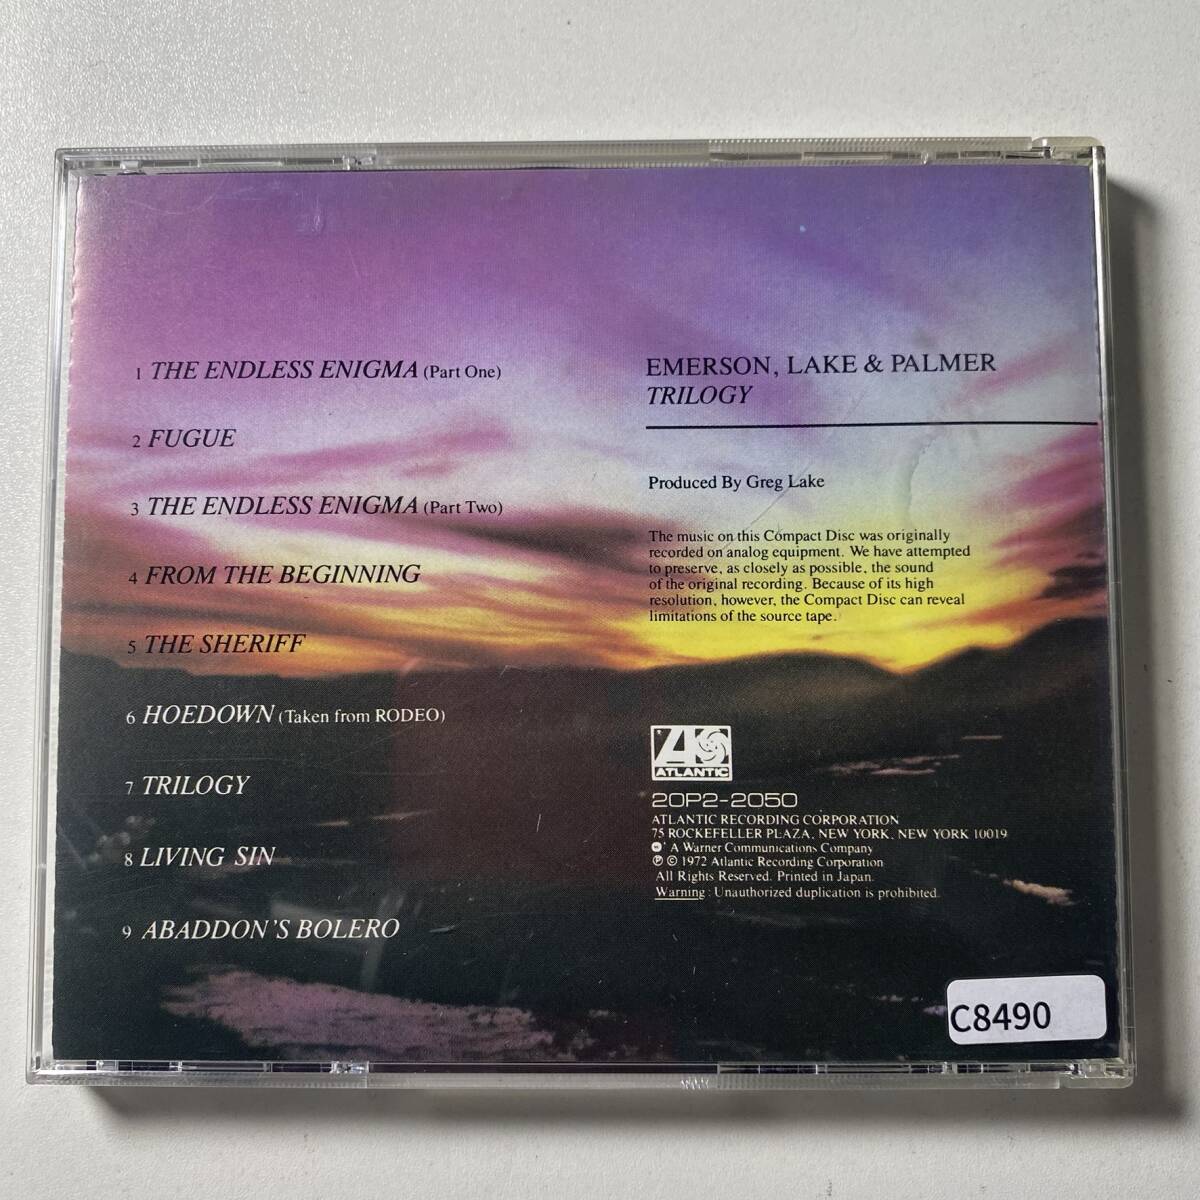 1 THE ENDLESS ENIGMA (Part One)
2 FUGUE
3 THE ENDLESS ENIGMA (Part Two)
4 FROM THE BEGINNING
5 THE SHERIFF
6 HOEDOWN (Taken from RODEO)
7 TRILOGY
8 LIVING SIN
9 ABADDON'S BOLERO
EMERSON, LAKE & PALMER
TRILOGY
Produced By Greg Lake
The music on this Compact Disc was originally
recorded on analog equipment. We have attempted
to preserve, as closely as possible, the sound
of the original recording. Because of its high
resolution, however, the Compact Disc can reveal
limitations of the source tape.
ATLANTIC
20P2-2050
ATLANTIC RECORDING CORPORATION
75 ROCKEFELLER PLAZA, NEW YORK, NEW YORK 10019
A Warner Communications Company
℗ © 1972 Atlantic Recording Corporation
All Rights Reserved. Printed in Japan.
Warning: Unauthorized duplication is prohibited.
C8490